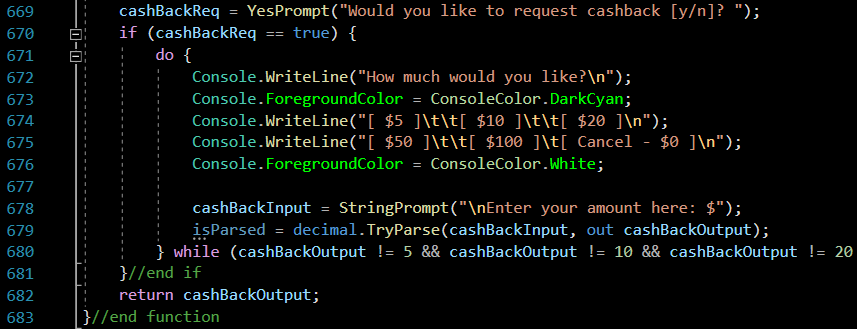 669 cashBackReq = YesPrompt("Would you like to request cashback [y/n]? ");
670 if (cashBackReq == true) {
671 do {
672 Console.WriteLine("How much would you like?\n");
673 Console.ForegroundColor = ConsoleColor.DarkCyan;
674 Console.WriteLine("[ $5 ]\t\t[ $10 ]\t\t[ $20 ]\n");
675 Console.WriteLine("[ $50 ]\t\t[ $100 ]\t[ Cancel - $0 ]\n");
676 Console.ForegroundColor = ConsoleColor.White;
677
678 cashBackInput = StringPrompt("\nEnter your amount here: $");
679 isParsed = decimal.TryParse(cashBackInput, out cashBackOutput);
680 } while (cashBackOutput != 5 && cashBackOutput != 10 && cashBackOutput != 20
681 }//end if
682 return cashBackOutput;
683 }//end function